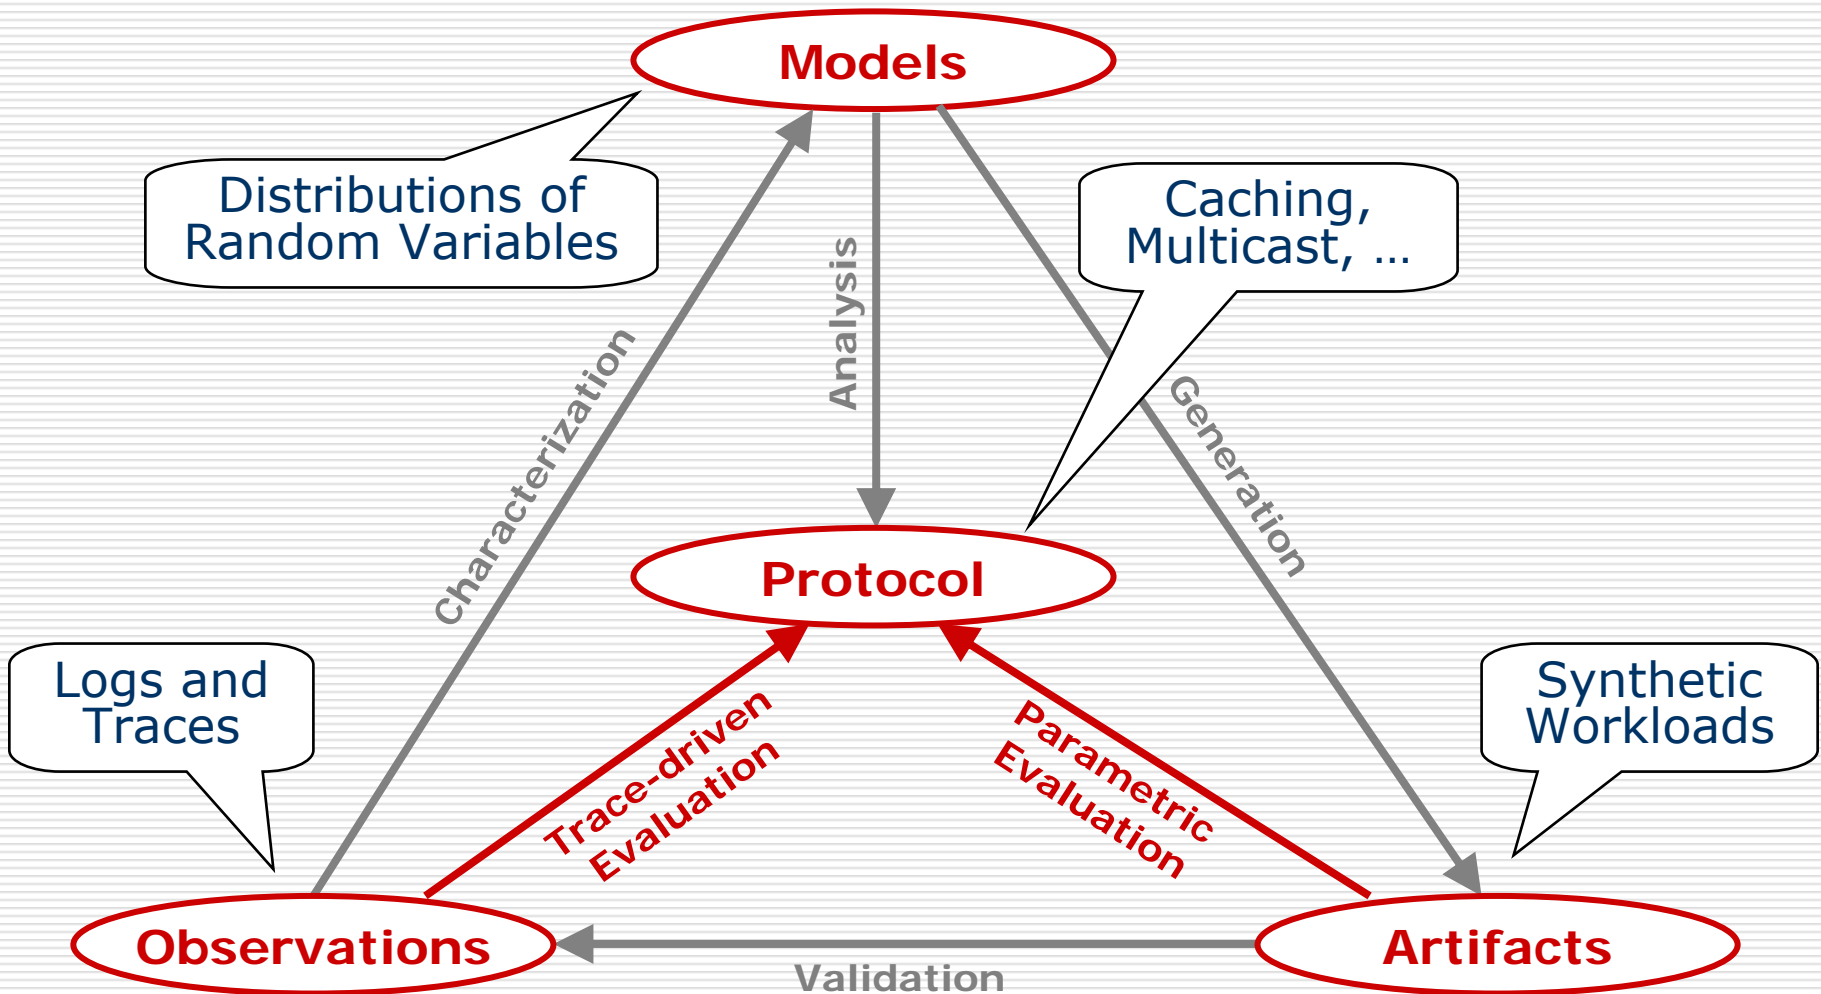 Models
Distributions of
Random Variables
Caching,
Multicast, …
Analysis
Characterization
Generation
Protocol
Logs and
Traces
Trace-driven
Evaluation
Parametric
Evaluation
Synthetic
Workloads
Observations
Artifacts
Validation